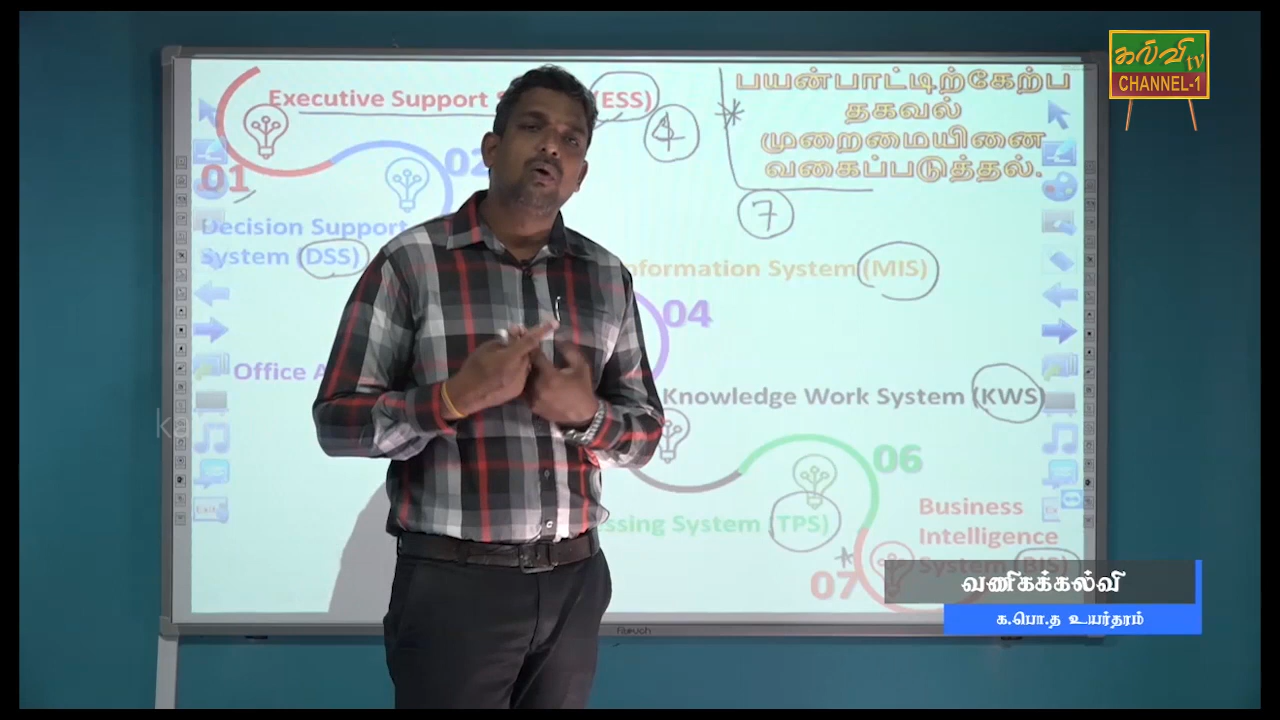 கல்வி tv
CHANNEL-1
Executive Support S (ESS)
4
பயன்பாட்டிற்கேற்ப
தகவல்
முறைமையினை
வகைப்படுத்தல்.
7
01
02
Decision Support
System (DSS)
nformation System (MIS)
04
Office A
Knowledge Work System (KWS)
06
ssing System (TPS)
Business
Intelligence
System (BIS)
07
வணிகக்கல்வி
க.பொ.த உயர்தரம்